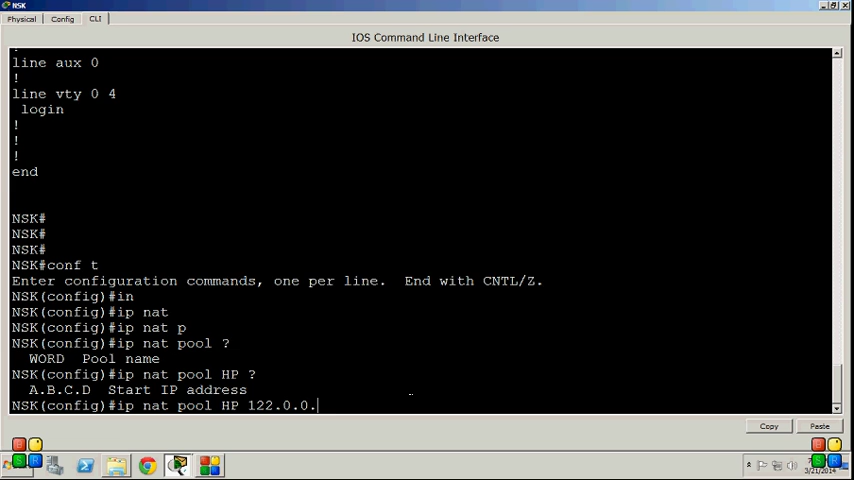 NSK
Physical Config CLI
IOS Command Line Interface
!
line aux 0
!
line vty 0 4
login
!
!
!
end
NSK#
NSK#
NSK#
NSK#conf t
Enter configuration commands, one per line. End with CNTL/Z.
NSK(config)#in
NSK(config)#ip nat
NSK(config)#ip nat p
NSK(config)#ip nat pool ?
WORD Pool name
NSK(config)#ip nat pool HP ?
A.B.C.D Start IP address
NSK(config)#ip nat pool HP 122.0.0.
Copy Paste
3/21/2014